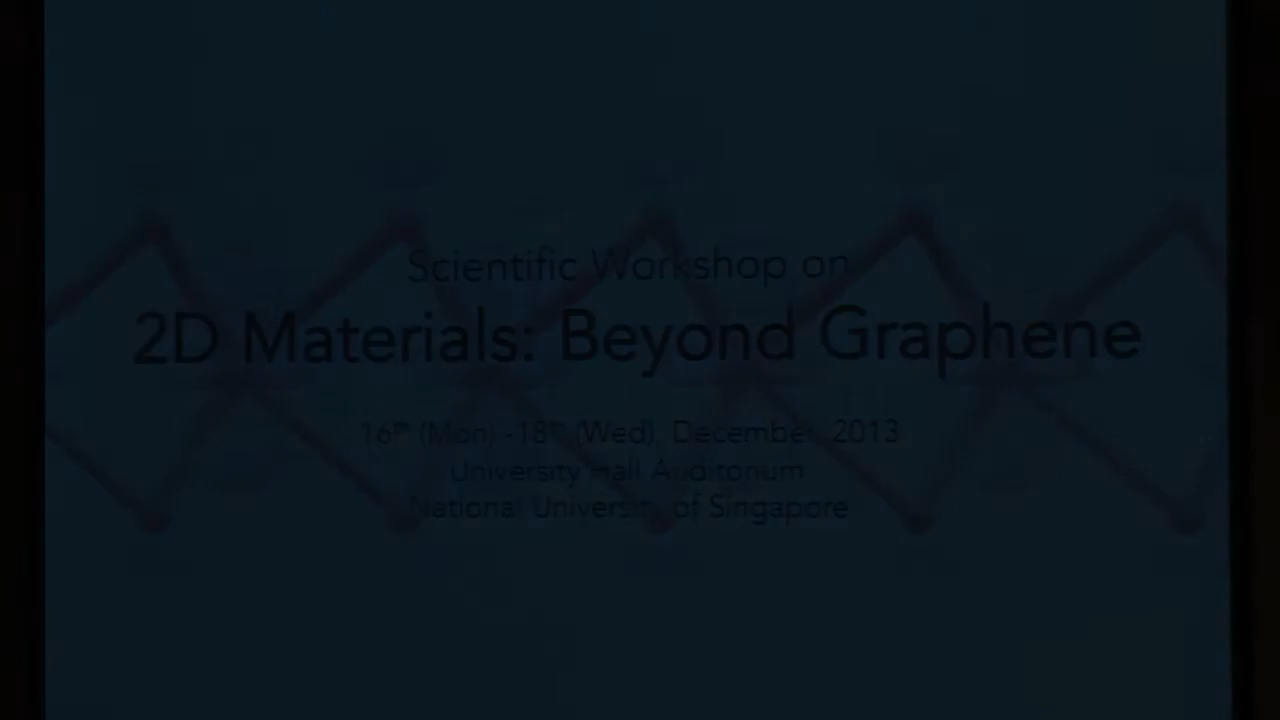 Scientific Workshop on
2D Materials: Beyond Graphene
16th (Mon) -18th (Wed), December, 2013
University Hall Auditorium
National University of Singapore